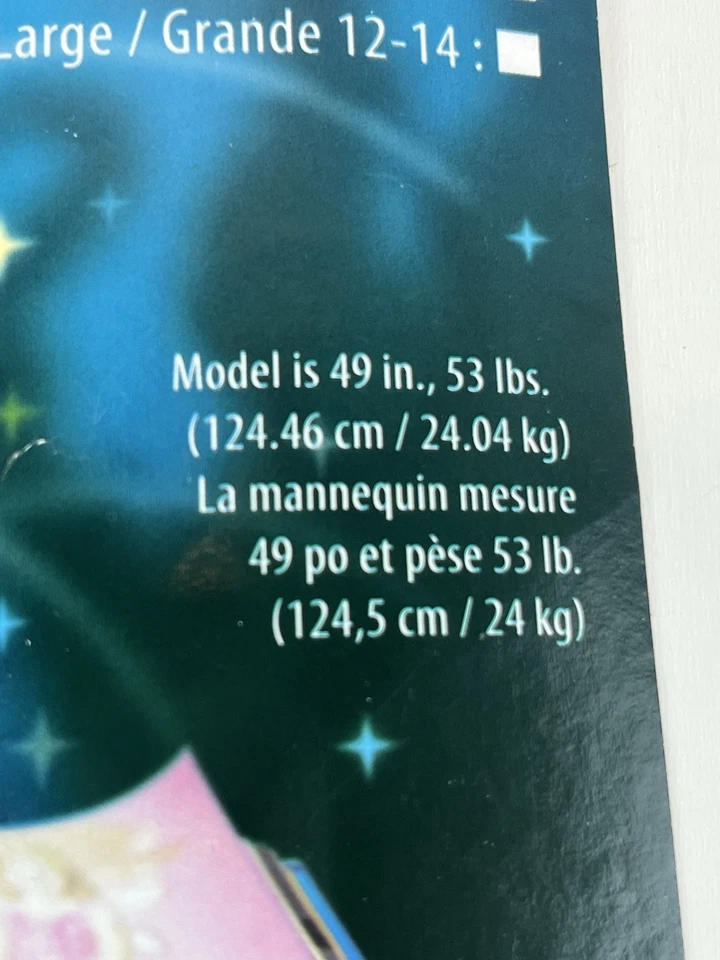 Large / Grande 12-14 :
Model is 49 in., 53 lbs.
(124.46 cm / 24.04 kg)
La mannequin mesure
49 po et pèse 53 lb.
(124,5 cm / 24 kg)